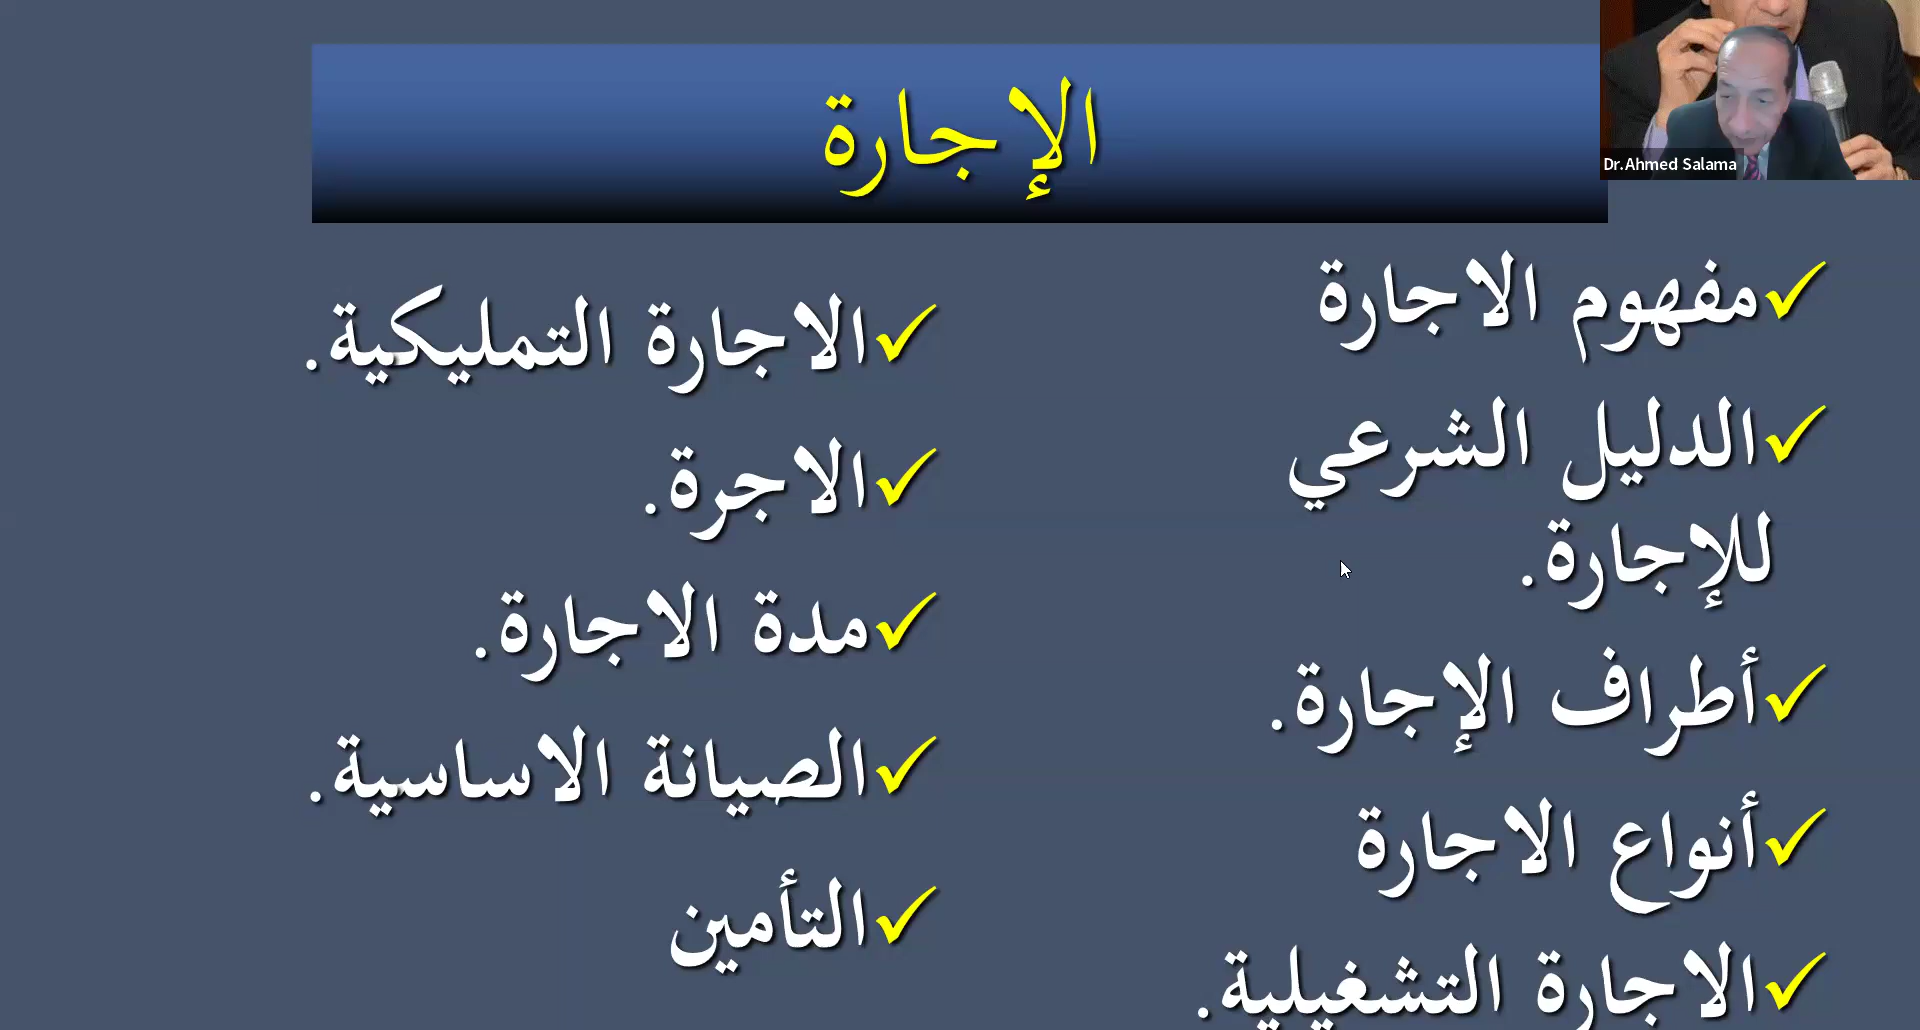 الإجارة
Dr.Ahmed Salama
✓مفهوم الاجارة
✓الدليل الشرعي
للإجارة.
✓أطراف الإجارة.
✓أنواع الاجارة
✓الاجارة التشغيلية.
✓الاجارة التمليكية.
✓الاجرة.
✓مدة الاجارة.
✓الصيانة الاساسية.
✓التأمين